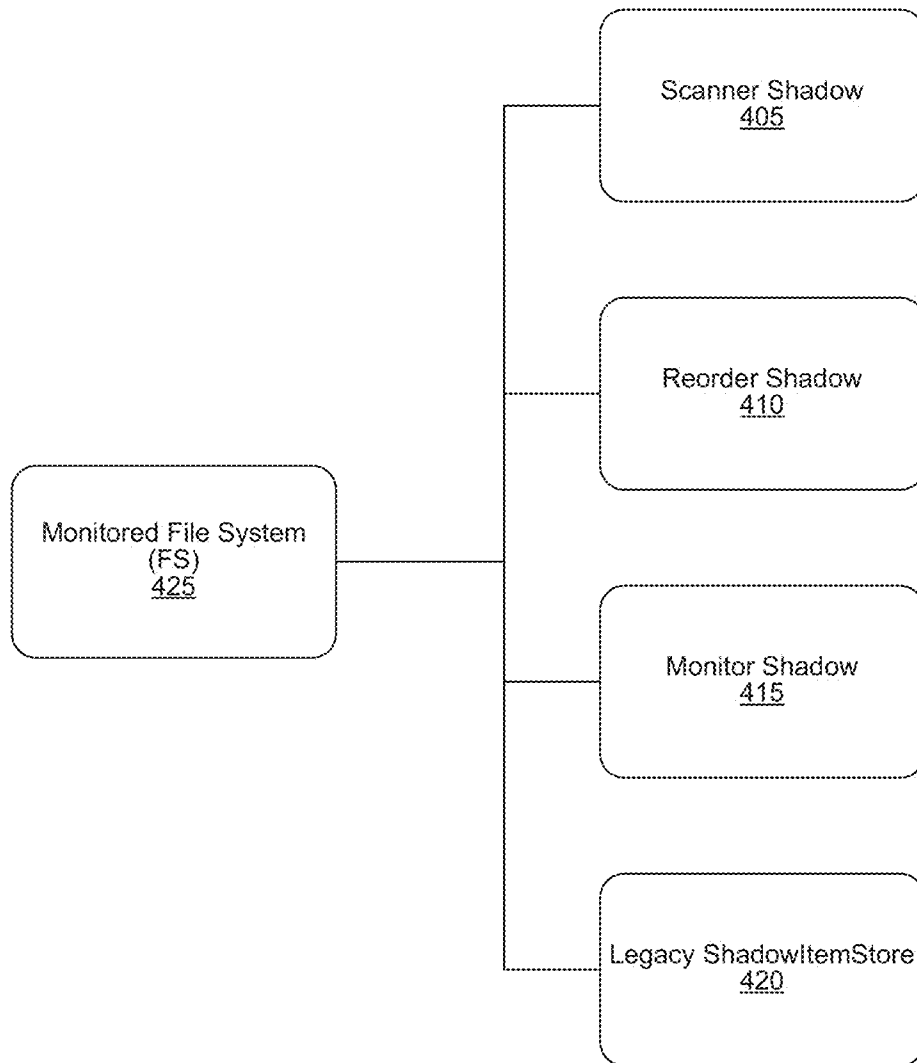 Scanner Shadow
405
Reorder Shadow
410
Monitored File System
(FS)
425
Monitor Shadow
415
Legacy ShadowItemStore
420